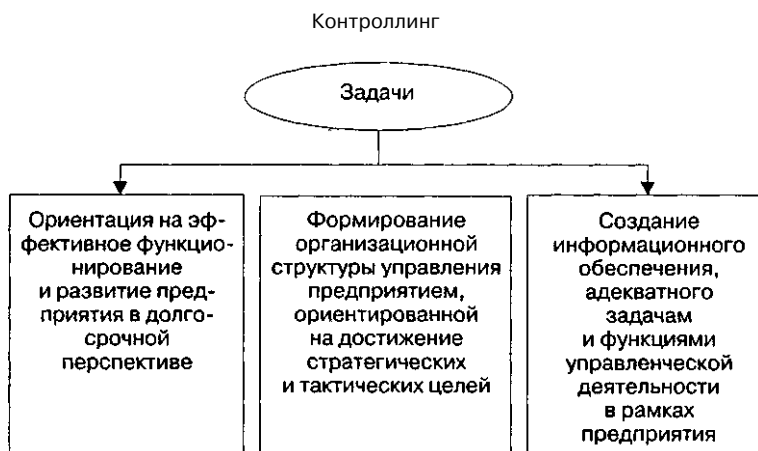 Контроллинг
Задачи
Ориентация на эф-
фективное функцио-
нирование
и развитие пред-
приятия в долго-
срочной
перспективе
Формирование
организационной
структуры управления
предприятием,
ориентированной
на достижение
стратегических
и тактических целей
Создание
информационного
обеспечения,
адекватного
задачам
и функциями
управленческой
деятельности
в рамках
предприятия